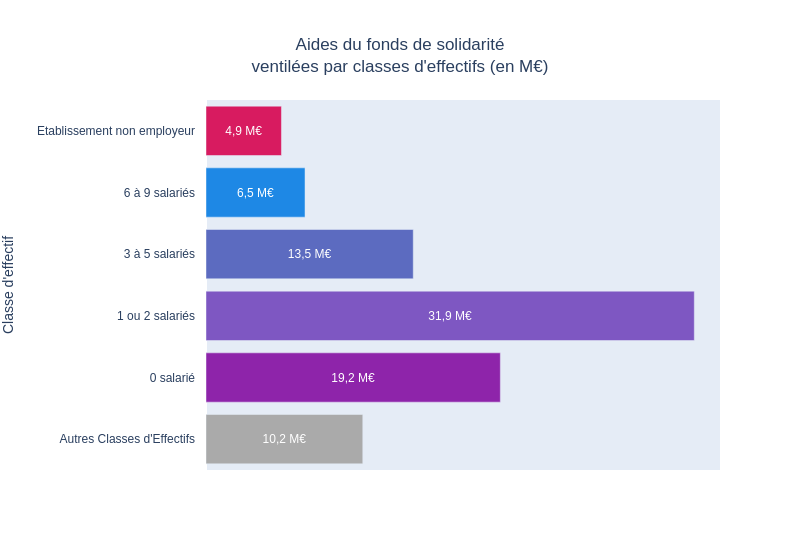 Aides du fonds de solidarité
ventilées par classes d'effectifs (en M€)
Classe d'effectif
Etablissement non employeur
4,9 M€
6 à 9 salariés
6,5 M€
3 à 5 salariés
13,5 M€
1 ou 2 salariés
31,9 M€
0 salarié
19,2 M€
Autres Classes d'Effectifs
10,2 M€